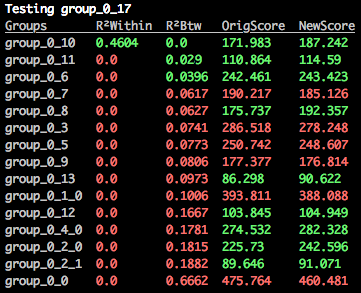 Testing group_0_17
Groups R²Within R²Btw OrigScore NewScore
group_0_10 0.4604 0.0 171.983 187.242
group_0_11 0.0 0.029 110.864 114.59
group_0_6 0.0 0.0396 242.461 243.423
group_0_7 0.0 0.0617 190.217 185.126
group_0_8 0.0 0.0627 175.737 192.357
group_0_3 0.0 0.0741 286.518 278.248
group_0_5 0.0 0.0773 250.742 248.607
group_0_9 0.0 0.0806 177.377 176.814
group_0_13 0.0 0.0973 86.298 90.622
group_0_1_0 0.0 0.1006 393.811 388.088
group_0_12 0.0 0.1667 103.845 104.949
group_0_4_0 0.0 0.1781 274.532 282.328
group_0_2_0 0.0 0.1815 225.73 242.596
group_0_2_1 0.0 0.1882 89.646 91.071
group_0_0 0.0 0.6662 475.764 460.481